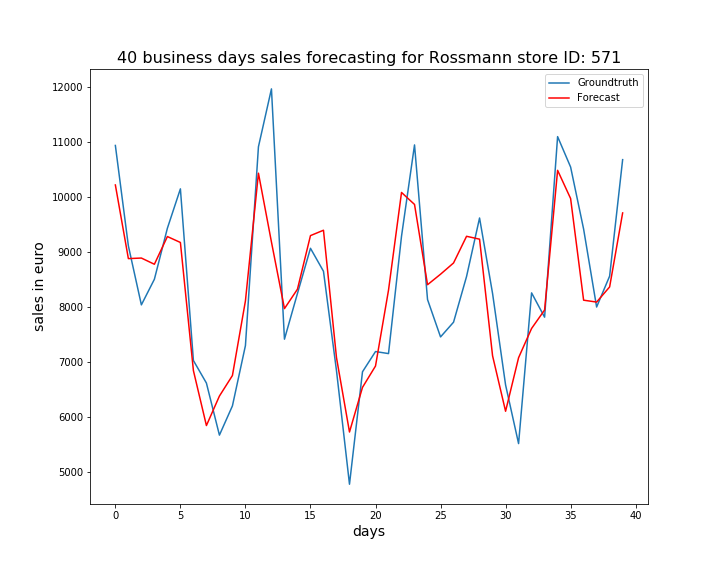 40 business days sales forecasting for Rossmann store ID: 571
Groundtruth
Forecast
12000
11000
10000
9000
8000
7000
6000
5000
sales in euro
0 5 10 15 20 25 30 35 40
days